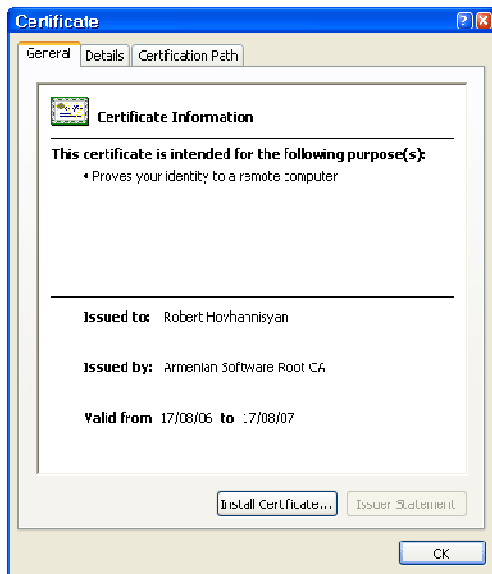 Certificate
General Details Certification Path
Certificate Information
This certificate is intended for the following purpose(s):
• Proves your identity to a remote computer
Issued to: Robert Hovhannisyan
Issued by: Armenian Software Root CA
Valid from 17/08/06 to 17/08/07
Install Certificate... Issuer Statement
OK